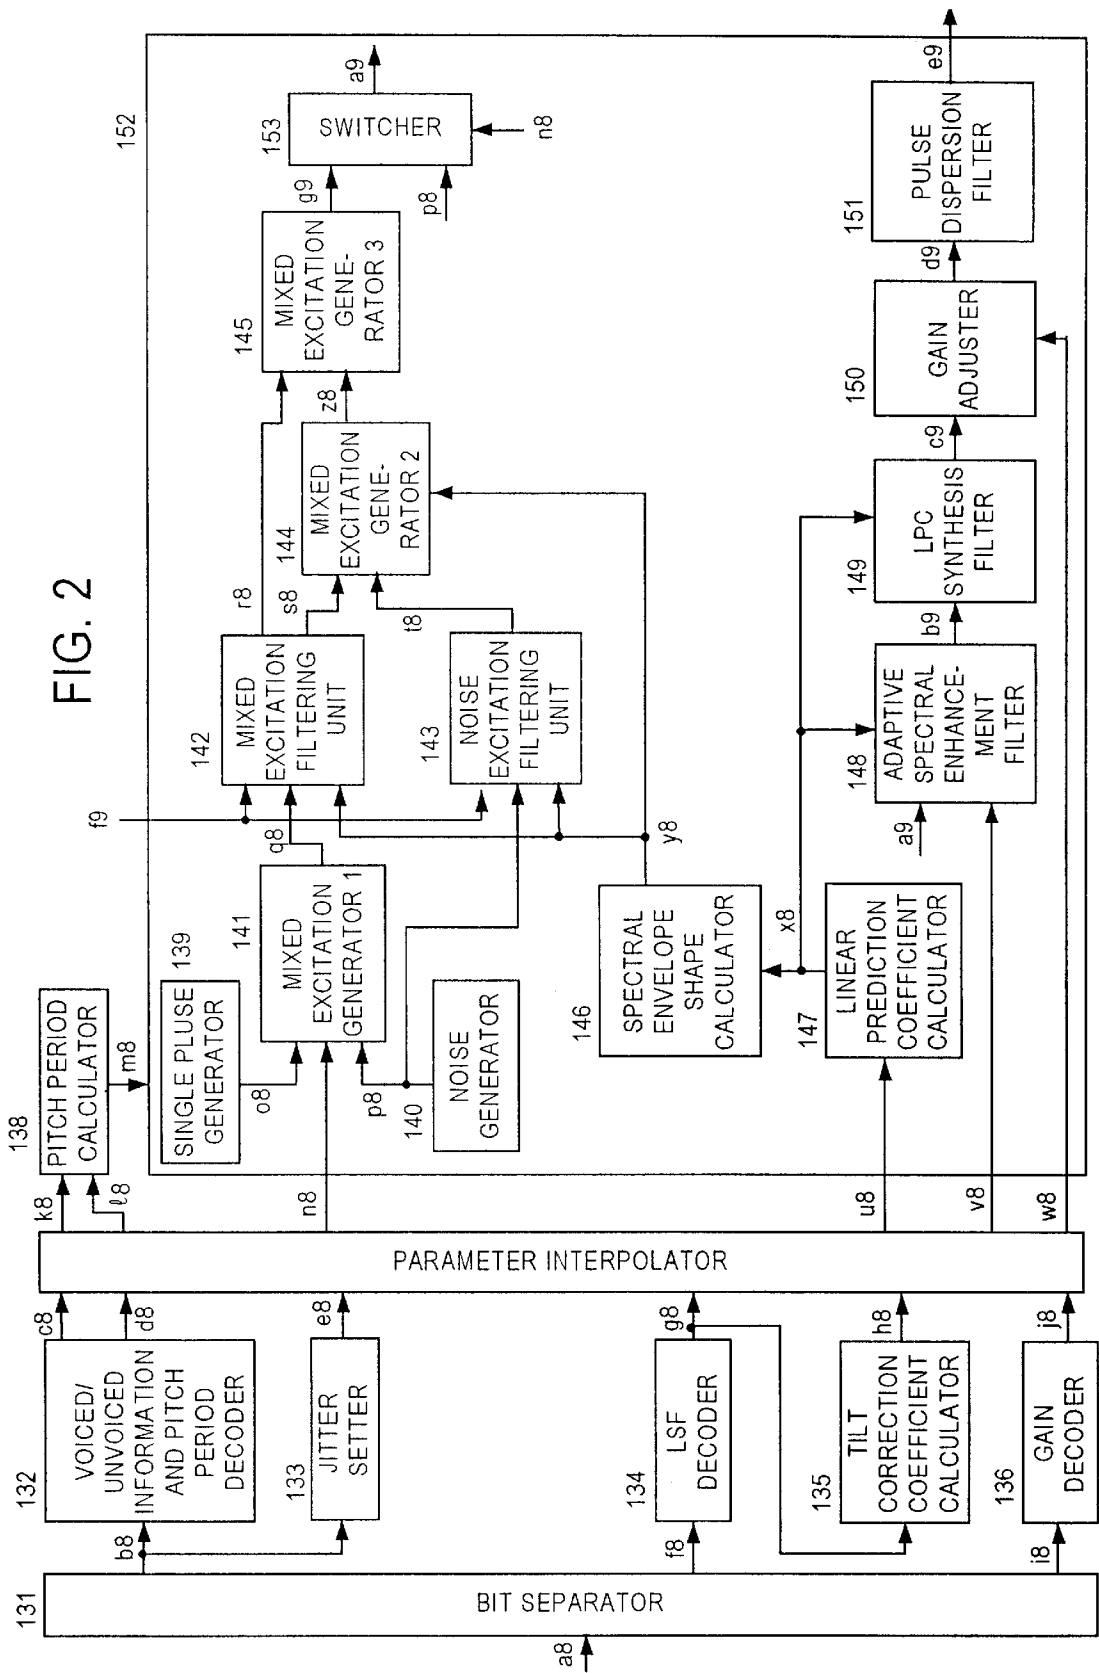 FIG. 2
a8
131
BIT SEPARATOR
b8
f8
i8
132
VOICED/
UNVOICED
INFORMATION
AND PITCH
PERIOD
DECODER
133
JITTER
SETTER
134
LSF
DECODER
135
TILT
CORRECTION
COEFFICIENT
CALCULATOR
136
GAIN
DECODER
c8
d8
e8
g8
h8
j8
PARAMETER INTERPOLATOR
k8
ℓ8
n8
u8
v8
w8
138
PITCH PERIOD
CALCULATOR
m8
152
139
SINGLE PLUSE
GENERATOR
o8
p8
140
NOISE
GENERATOR
141
MIXED
EXCITATION
GENERATOR 1
q8
f9
146
SPECTRAL
ENVELOPE
SHAPE
CALCULATOR
y8
147
LINEAR
PREDICTION
COEFFICIENT
CALCULATOR
x8
142
MIXED
EXCITATION
FILTERING
UNIT
143
NOISE
EXCITATION
FILTERING
UNIT
r8
s8
t8
144
MIXED
EXCITATION
GENE-
RATOR 2
z8
145
MIXED
EXCITATION
GENE-
RATOR 3
g9
p8
153
SWITCHER
n8
a9
a9
148
ADAPTIVE
SPECTRAL
ENHANCE-
MENT
FILTER
b9
149
LPC
SYNTHESIS
FILTER
c9
150
GAIN
ADJUSTER
d9
151
PULSE
DISPERSION
FILTER
e9